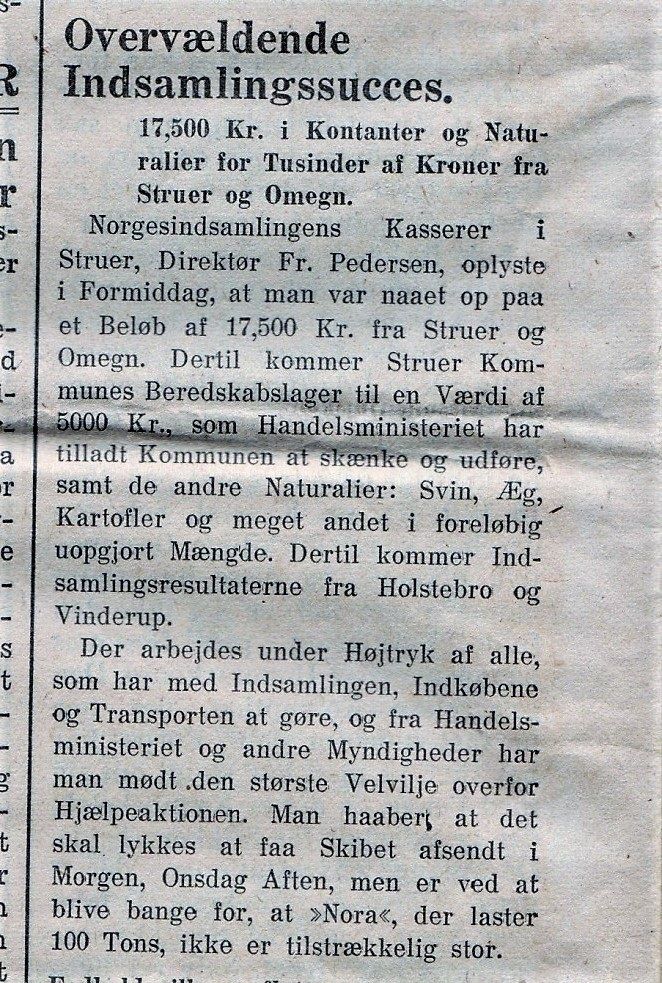 Overvældende
Indsamlingssucces.
17,500 Kr. i Kontanter og Natu-
ralier for Tusinder af Kroner fra
Struer og Omegn.
Norgesindsamlingens Kasserer i
Struer, Direktør Fr. Pedersen, oplyste
i Formiddag, at man var naaet op paa
et Beløb af 17,500 Kr. fra Struer og
Omegn. Dertil kommer Struer Kom-
munes Beredskabslager til en Værdi af
5000 Kr., som Handelsministeriet har
tilladt Kommunen at skænke og udføre,
samt de andre Naturalier: Svin, Æg,
Kartofler og meget andet i foreløbig
uopgjort Mængde. Dertil kommer Ind-
samlingsresultaterne fra Holstebro og
Vinderup.
Der arbejdes under Højtryk af alle,
som har med Indsamlingen, Indkøbene
og Transporten at gøre, og fra Handels-
ministeriet og andre Myndigheder har
man mødt .den største Velvilje overfor
Hjælpeaktionen. Man haaber, at det
skal lykkes at faa Skibet afsendt i
Morgen, Onsdag Aften, men er ved at
blive bange for, at »Nora«, der laster
100 Tons, ikke er tilstrækkelig stor.